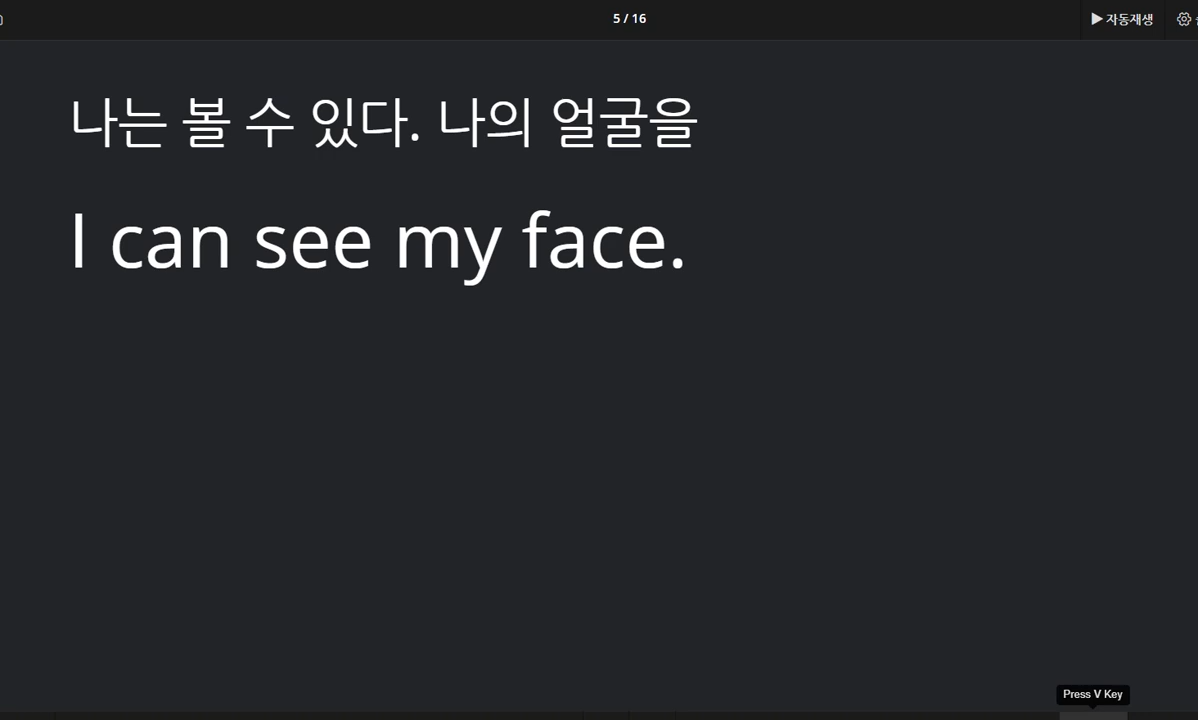 5 / 16
▶ 자동재생
나는 볼 수 있다. 나의 얼굴을
I can see my face.
Press V Key